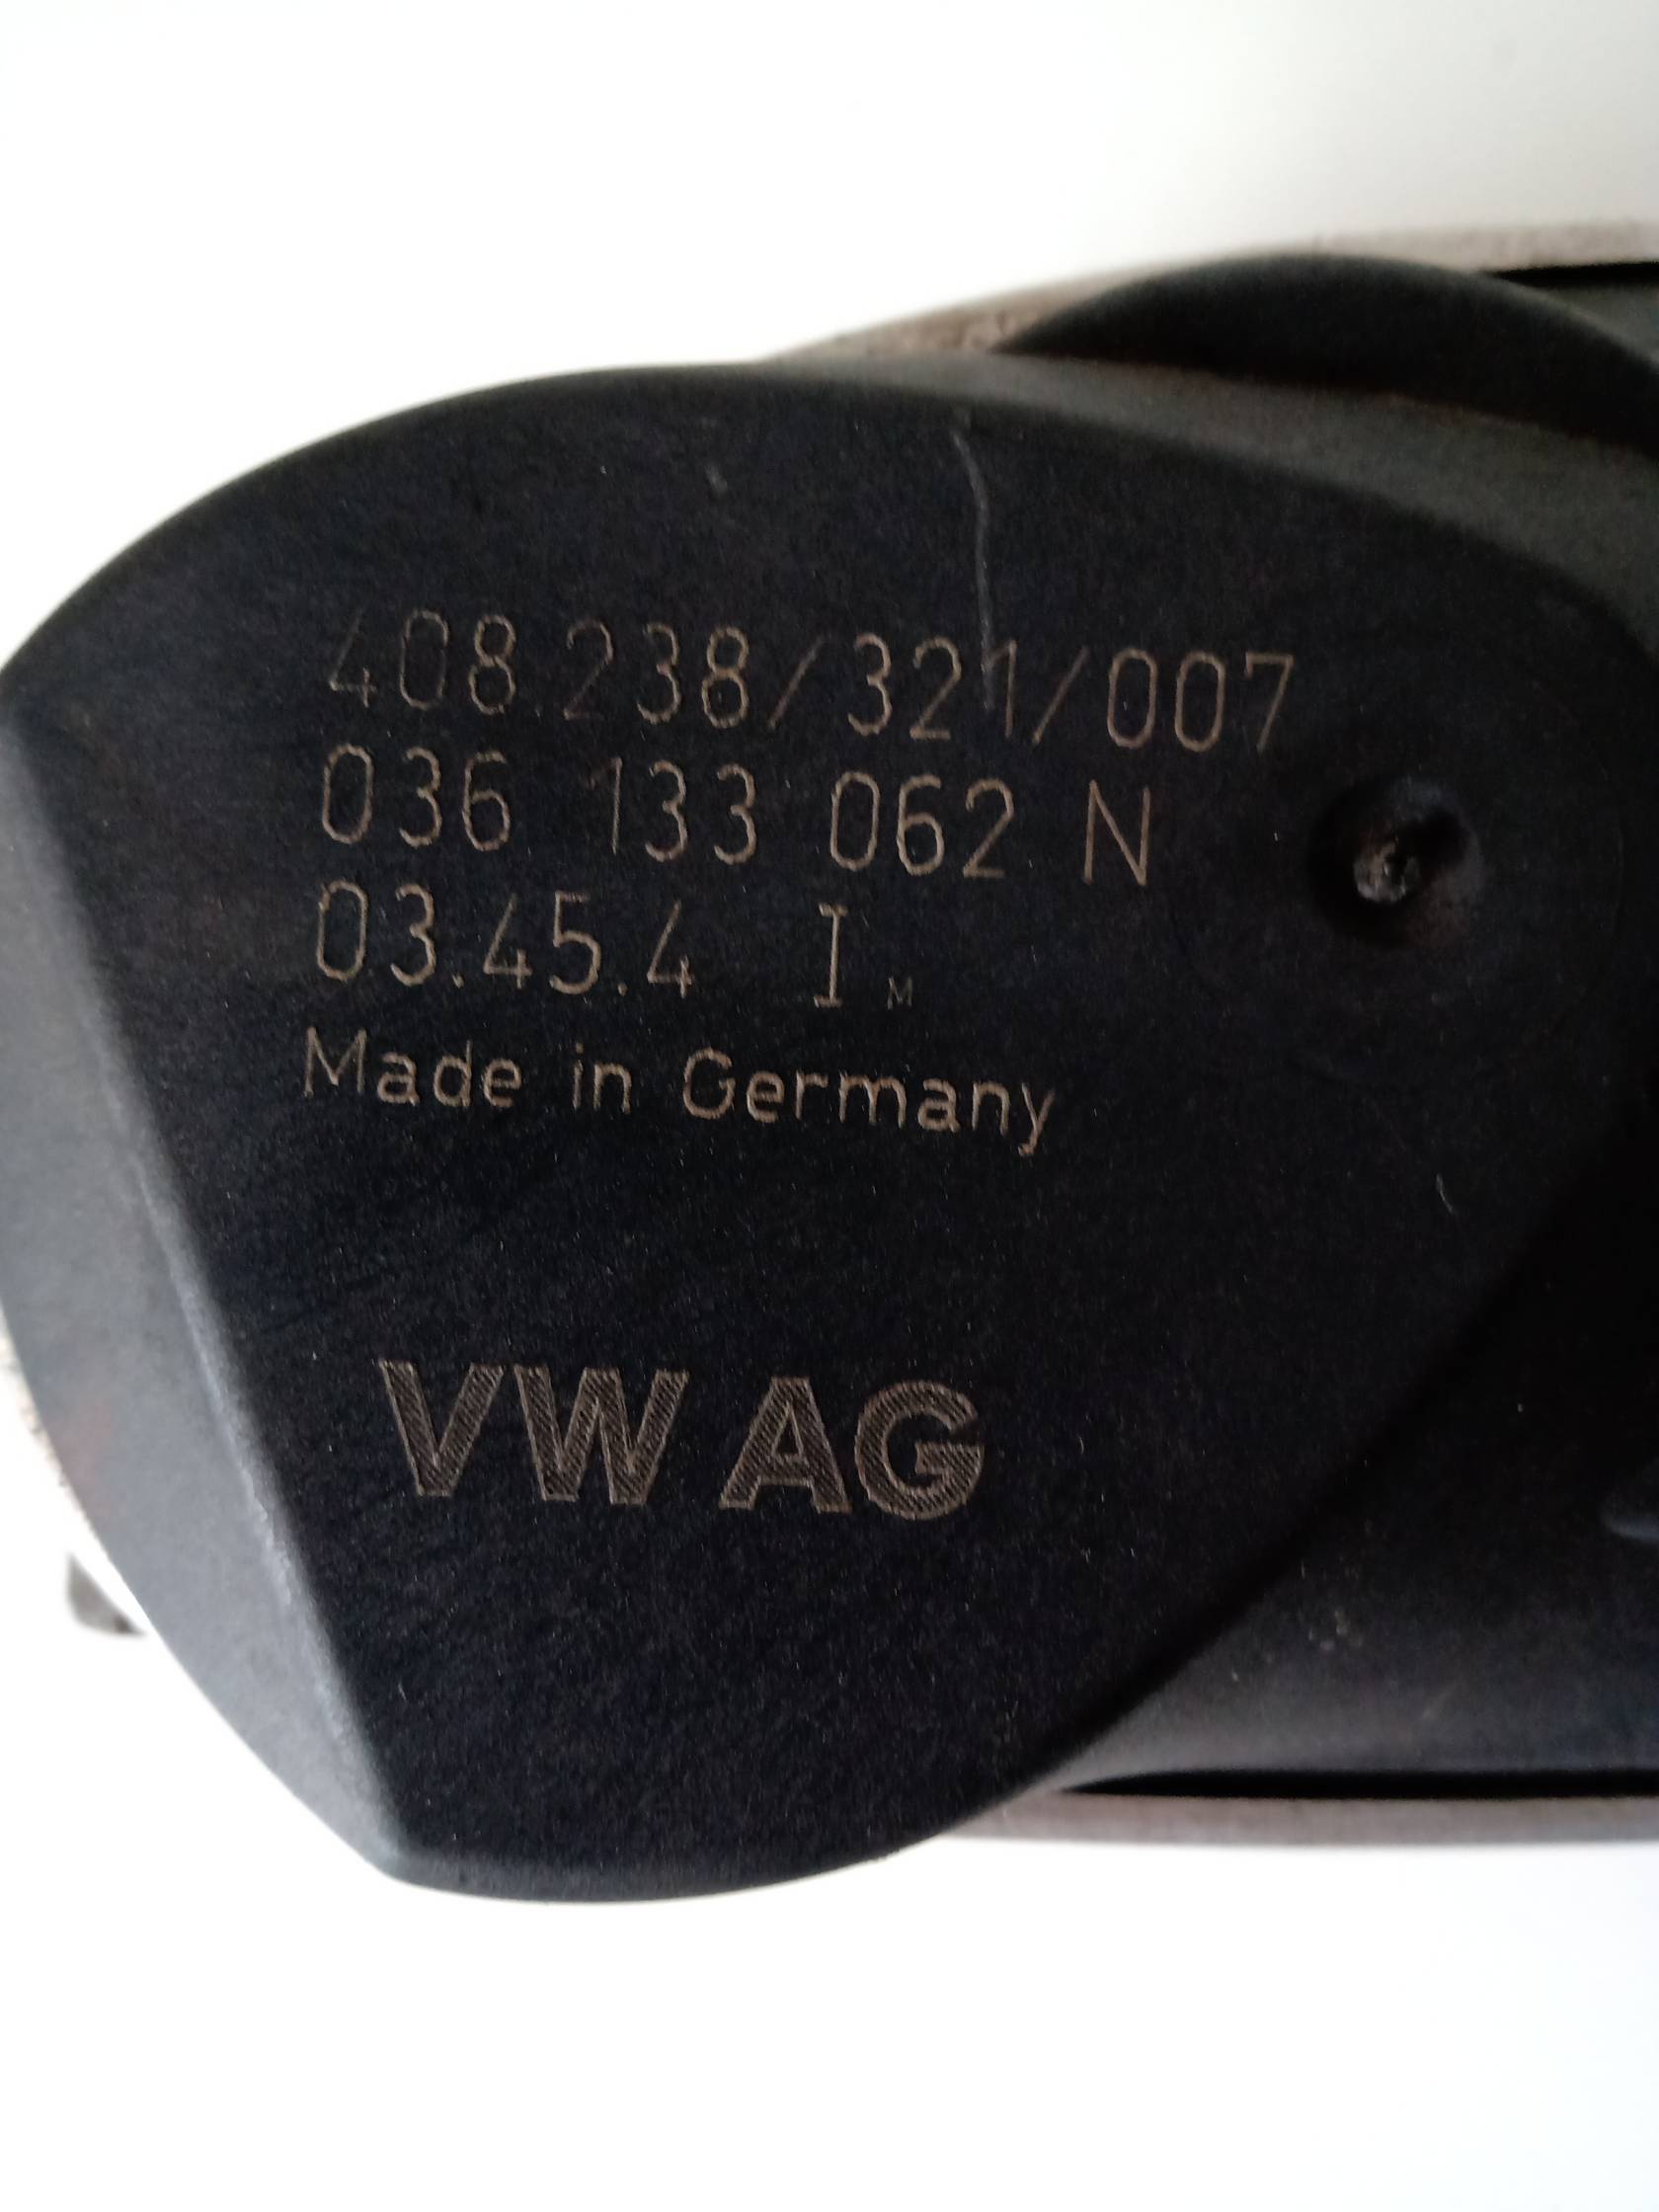 408 238/321/007
036 133 062 N
03.45.4 I M
Made in Germany
VW AG